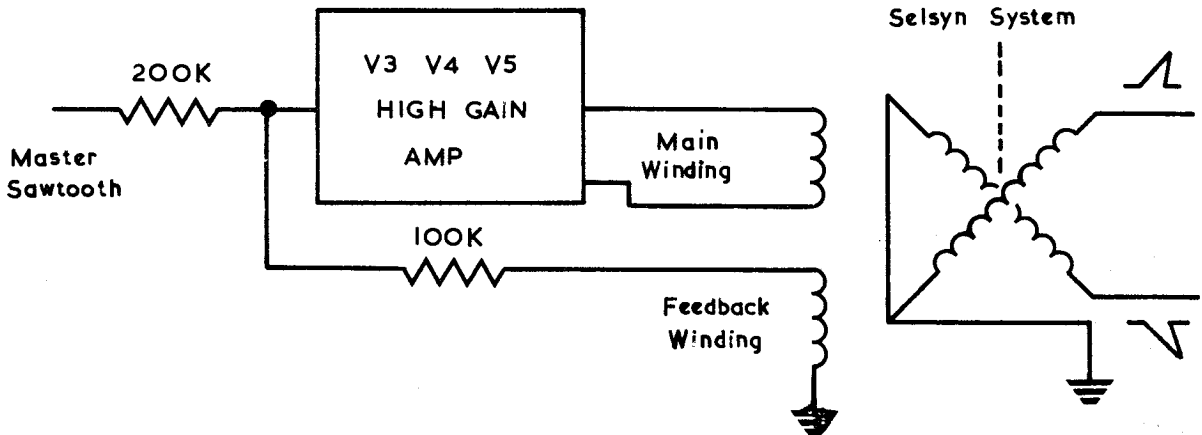 Selsyn System
200K
V3 V4 V5
HIGH GAIN
AMP
Master
Sawtooth
Main
Winding
100K
Feedback
Winding